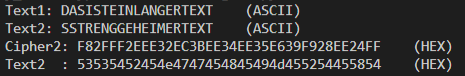 Text1: DASISTEINLANGERTEXT    (ASCII)
Text2: SSTRENGGEHEIMERTEXT    (ASCII)
Cipher2: F82FFF2EEE32EC3BEE34EE35E639F928EE24FF    (HEX)
Text2  : 53535452454e4747454845494d455254455854    (HEX)